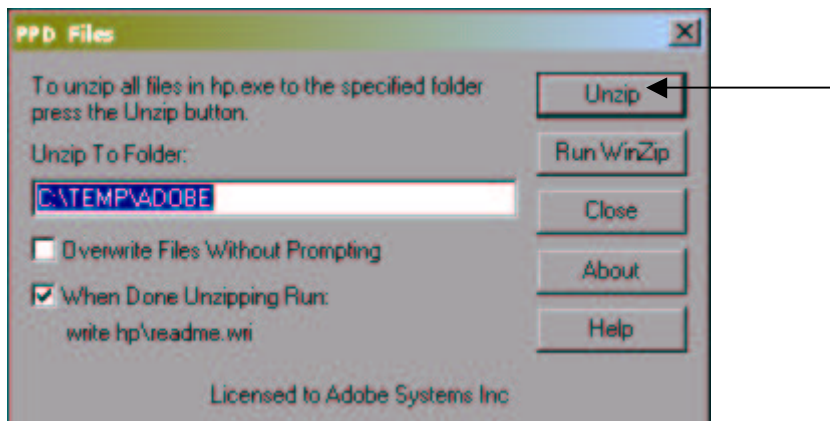 PPD Files
To unzip all files in hp.exe to the specified folder
press the Unzip button.
Unzip To Folder:
C:\TEMP\ADOBE
Overwrite Files Without Prompting
When Done Unzipping Run:
write hp\readme.wri
Licensed to Adobe Systems Inc
Unzip
Run WinZip
Close
About
Help